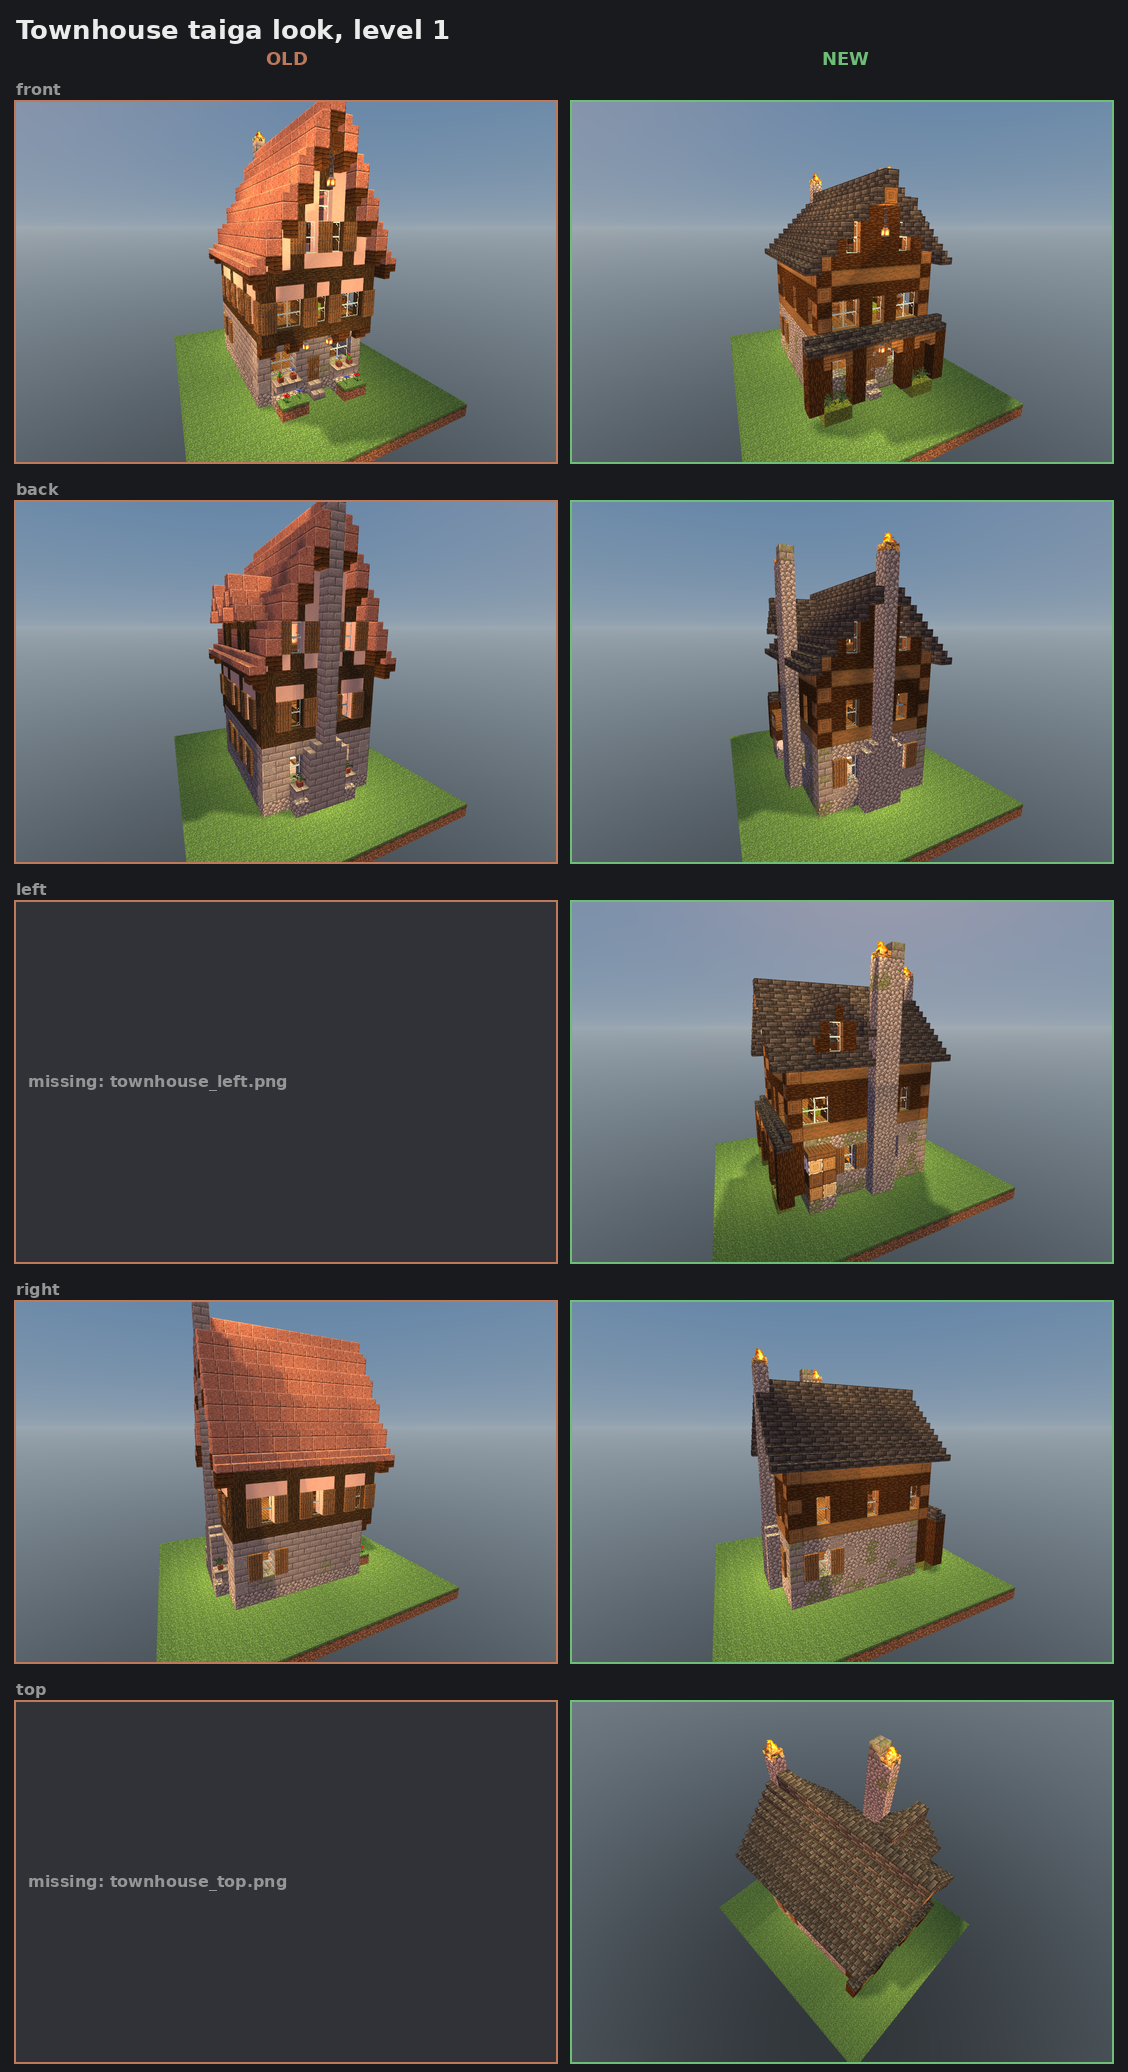 Townhouse taiga look, level 1
OLD
NEW
front
back
left
missing: townhouse_left.png
right
top
missing: townhouse_top.png